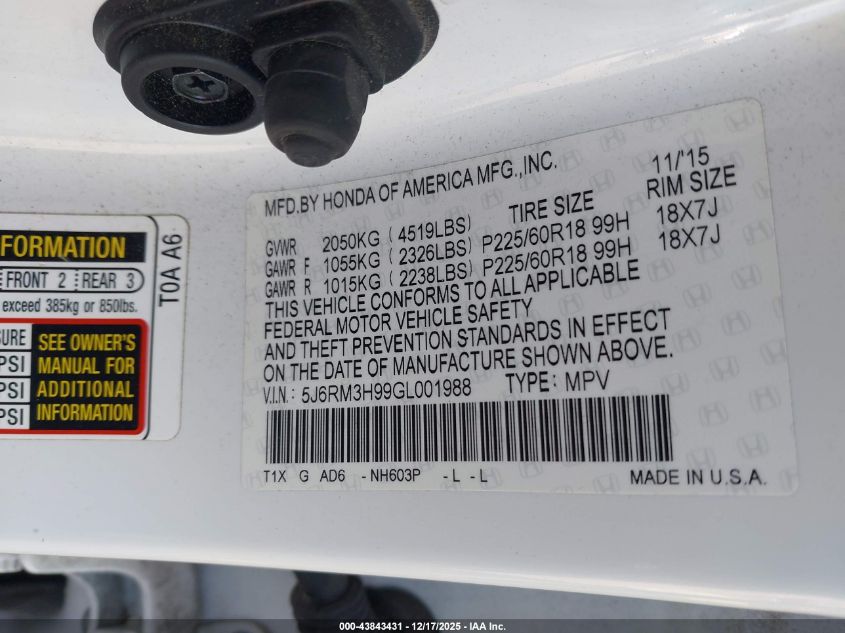 MFD.BY HONDA OF AMERICA MFG.,INC. 11/'15
TIRE SIZE RIM SIZE
GVWR 2050KG (4519LBS)
GAWR F 1055KG (2326LBS) P225/60R18 99H 18X7J
GAWR R 1015KG (2238LBS) P225/60R18 99H 18X7J
THIS VEHICLE CONFORMS TO ALL APPLICABLE
FEDERAL MOTOR VEHICLE SAFETY
AND THEFT PREVENTION STANDARDS IN EFFECT
ON THE DATE OF MANUFACTURE SHOWN ABOVE.
V.I.N.: 5J6RM3H99GL001988 TYPE: MPV
T1X G AD6 - NH603P - L - L MADE IN U.S.A.
FORMATION
FRONT 2 REAR 3
exceed 385kg or 850lbs.
SURE
PSI
PSI
PSI
SEE OWNER'S
MANUAL FOR
ADDITIONAL
INFORMATION
T0A A6
000-43843431 - 12/17/2025 - IAA Inc.